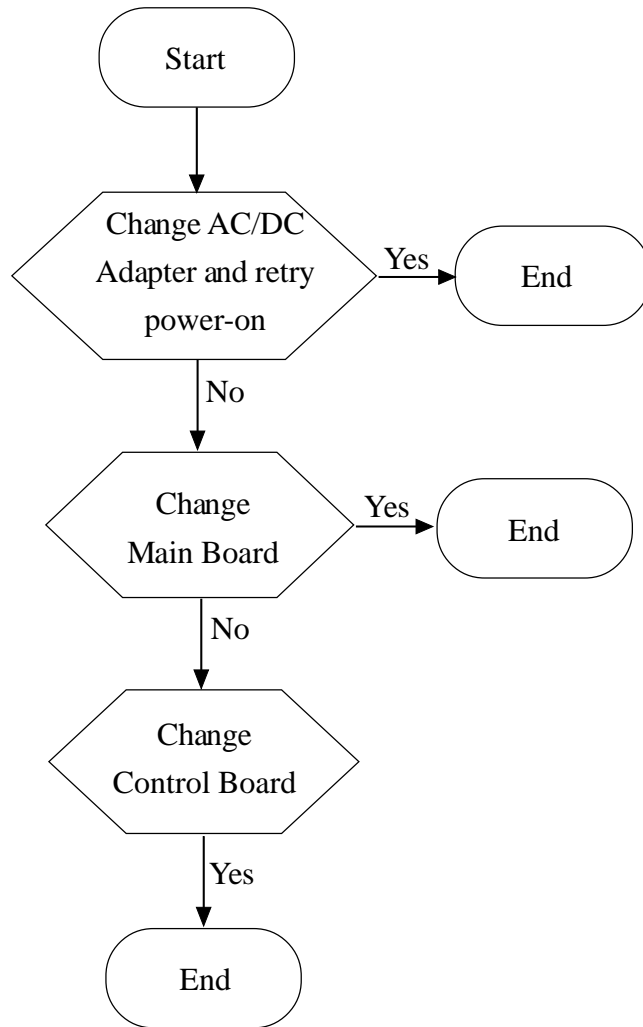 Start
Change AC/DC
Adapter and retry
power-on
Yes
End
No
Change
Main Board
Yes
End
No
Change
Control Board
Yes
End